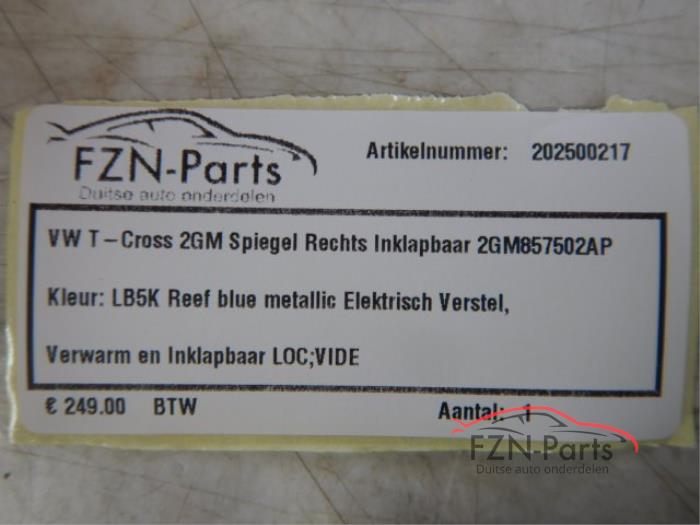 FZN-Parts
Duitse auto onderdelen
Artikelnummer: 202500217
VW T-Cross 2GM Spiegel Rechts Inklapbaar 2GM857502AP
Kleur: LB5K Reef blue metallic Elektrisch Verstel,
Verwarm en Inklapbaar LOC;VIDE
€ 249.00 BTW
Aantal: 1
FZN-Parts
Duitse auto onderdelen